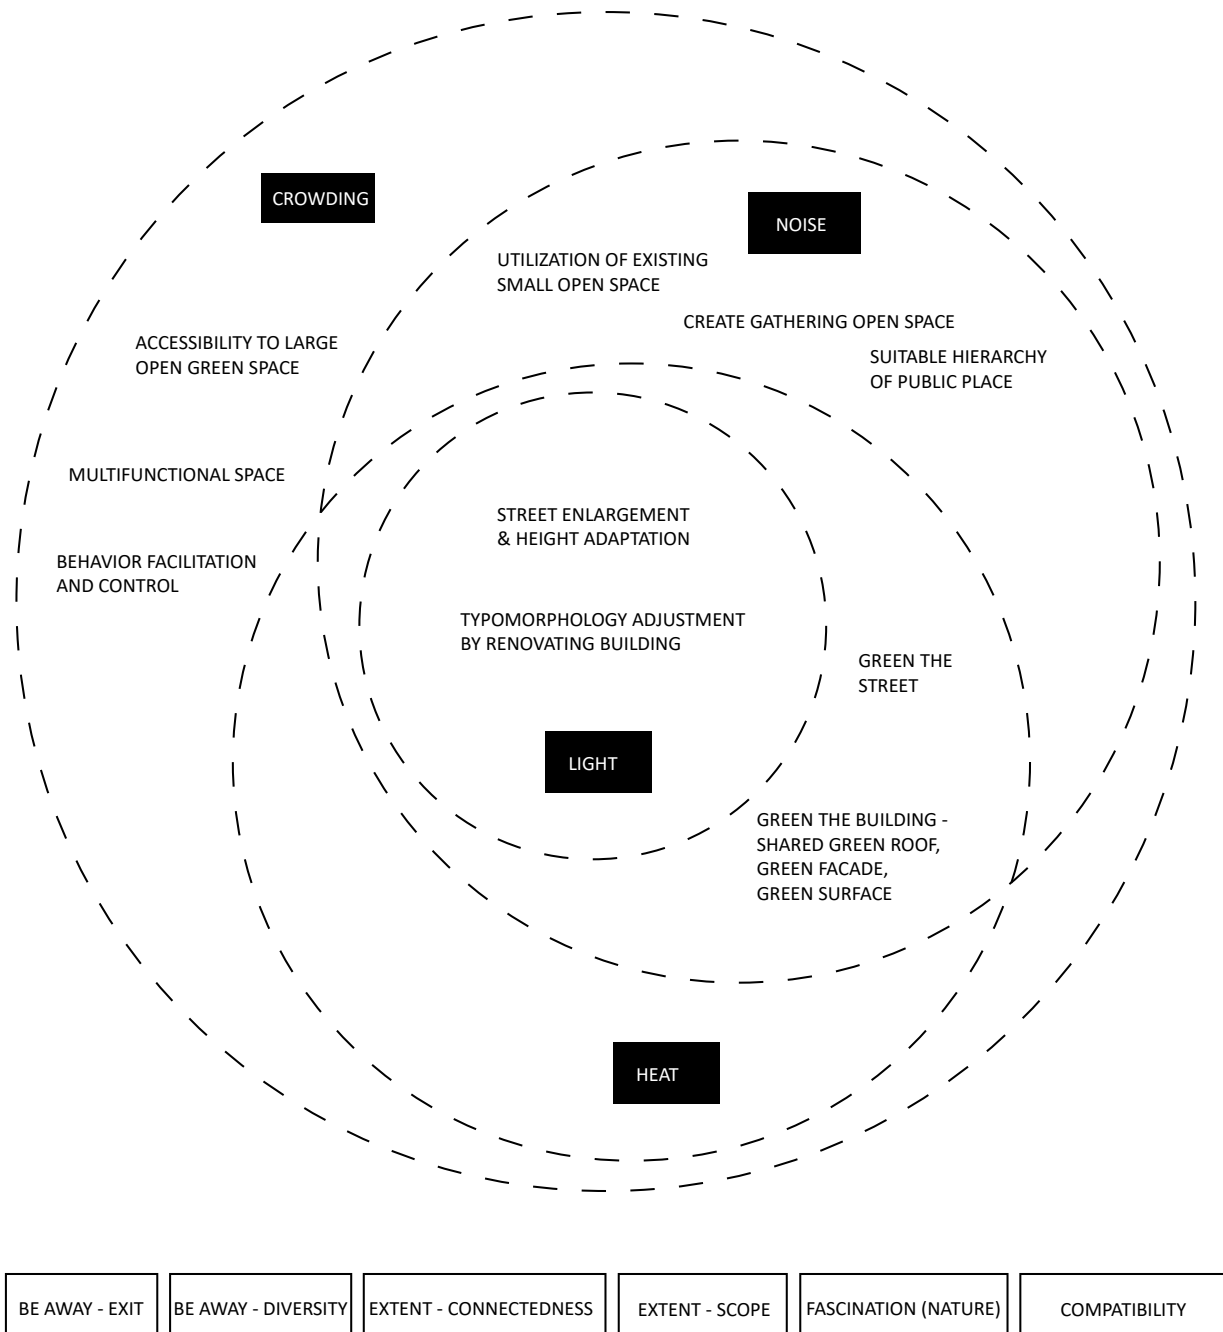 CROWDING
NOISE
UTILIZATION OF EXISTING
SMALL OPEN SPACE
CREATE GATHERING OPEN SPACE
ACCESSIBILITY TO LARGE
OPEN GREEN SPACE
SUITABLE HIERARCHY
OF PUBLIC PLACE
MULTIFUNCTIONAL SPACE
STREET ENLARGEMENT
& HEIGHT ADAPTATION
BEHAVIOR FACILITATION
AND CONTROL
TYPOMORPHOLOGY ADJUSTMENT
BY RENOVATING BUILDING
GREEN THE
STREET
LIGHT
GREEN THE BUILDING -
SHARED GREEN ROOF,
GREEN FACADE,
GREEN SURFACE
HEAT
BE AWAY - EXIT
BE AWAY - DIVERSITY
EXTENT - CONNECTEDNESS
EXTENT - SCOPE
FASCINATION (NATURE)
COMPATIBILITY